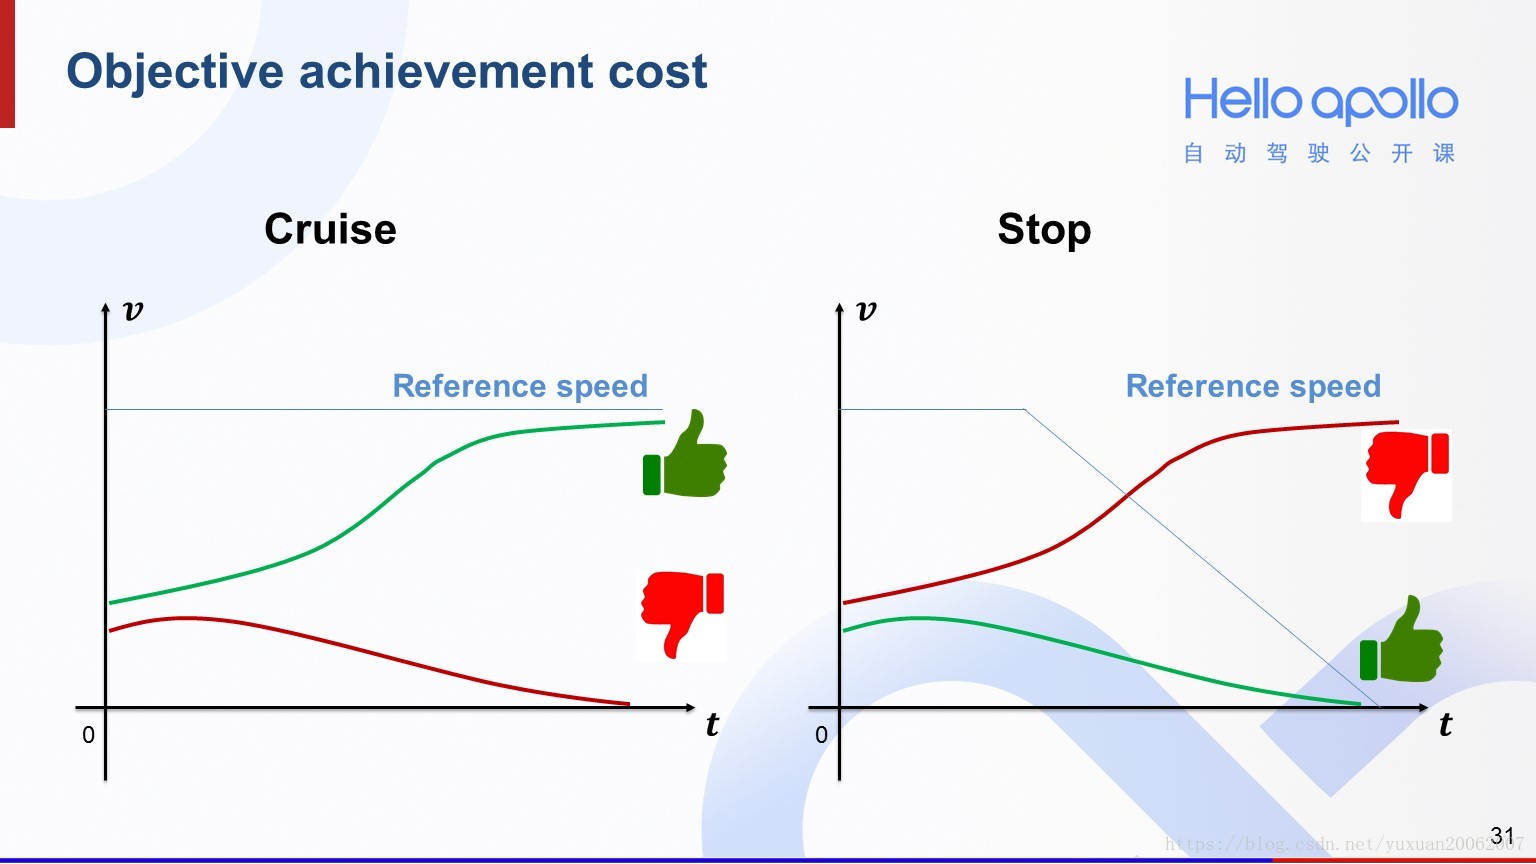 Objective achievement cost
Hello apollo
自动驾驶公开课
Cruise
Stop
v
v
Reference speed
Reference speed
0
t
0
t
31
https://blog.csdn.net/yuxuan20062007